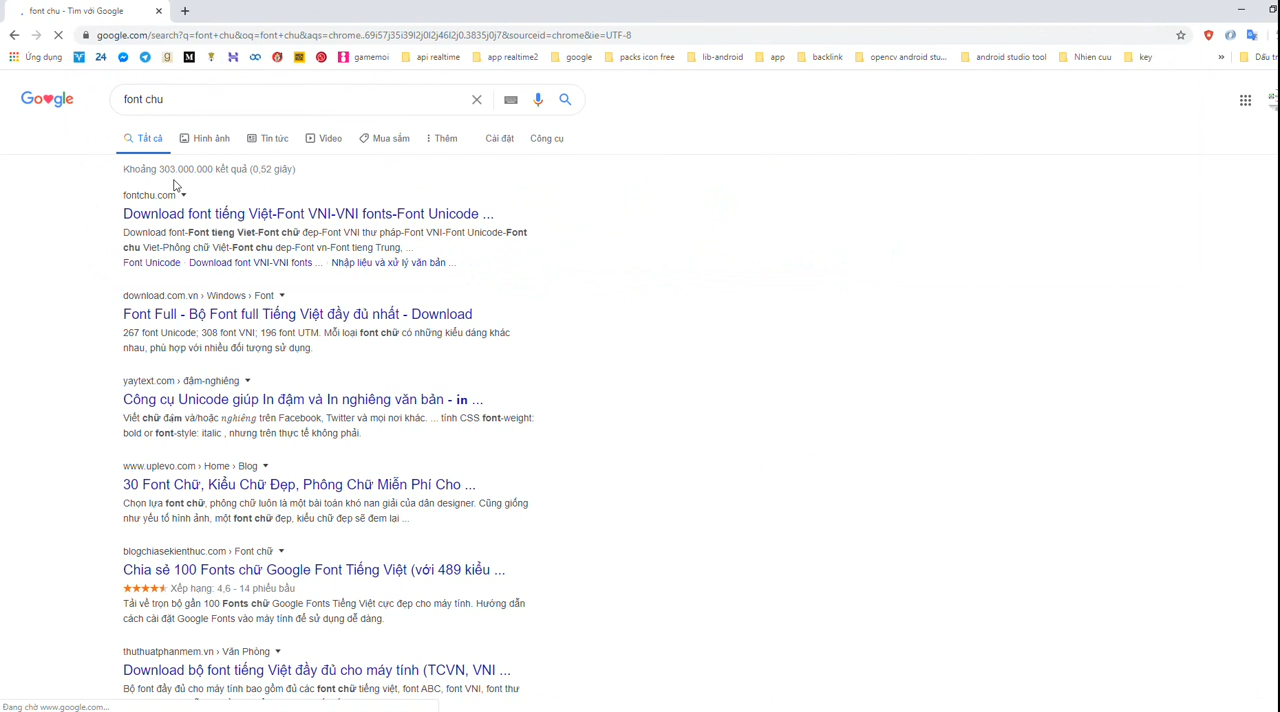 font chu - Tìm với Google
google.com/search?q=font+chu&oq=font+chu&aqs=chrome..69i57j35i39l2j0l2j46l2j0.3835j0j7&sourceid=chrome&ie=UTF-8
Ứng dụng 24 gamemoi api realtime app realtime2 google packs icon free lib-android app backlink opencv android stu... android studio tool Nhien cuu key » Dấu tr
Google font chu
Tất cả Hình ảnh Tin tức Video Mua sắm Thêm Cài đặt Công cụ
Khoảng 303.000.000 kết quả (0,52 giây)
fontchu.com
Download font tiếng Việt-Font VNI-VNI fonts-Font Unicode ...
Download font-Font tieng Viet-Font chữ đẹp-Font VNI thư pháp-Font VNI-Font Unicode-Font
chu Viet-Phông chữ Việt-Font chu dep-Font vn-Font tieng Trung, ...
Font Unicode · Download font VNI-VNI fonts ... · Nhập liệu và xử lý văn bản ...
download.com.vn › Windows › Font
Font Full - Bộ Font full Tiếng Việt đầy đủ nhất - Download
267 font Unicode; 308 font VNI; 196 font UTM. Mỗi loại font chữ có những kiểu dáng khác
nhau, phù hợp với nhiều đối tượng sử dụng.
yaytext.com › đậm-nghiêng
Công cụ Unicode giúp In đậm và In nghiêng văn bản - in ...
Viết chữ đậm và/hoặc nghiêng trên Facebook, Twitter và mọi nơi khác. ... tính CSS font-weight:
bold or font-style: italic , nhưng trên thực tế không phải.
www.uplevo.com › Home › Blog
30 Font Chữ, Kiểu Chữ Đẹp, Phông Chữ Miễn Phí Cho ...
Chọn lựa font chữ, phông chữ luôn là một bài toán khó nan giải của dân designer. Cũng giống
như yếu tố hình ảnh, một font chữ đẹp, kiểu chữ đẹp sẽ đem lại ...
blogchiasekienthuc.com › Font chữ
Chia sẻ 100 Fonts chữ Google Font Tiếng Việt (với 489 kiểu ...
Xếp hạng: 4,6 - 14 phiếu bầu
Tải về trọn bộ gần 100 Fonts chữ Google Fonts Tiếng Việt cực đẹp cho máy tính. Hướng dẫn
cách cài đặt Google Fonts vào máy tính để sử dụng dễ dàng.
thuthuatphanmem.vn › Văn Phòng
Download bộ font tiếng Việt đầy đủ cho máy tính (TCVN, VNI ...
Bộ font đầy đủ cho máy tính bao gồm đủ các font chữ tiếng việt, font ABC, font VNI, font thư
Đang chờ www.google.com...